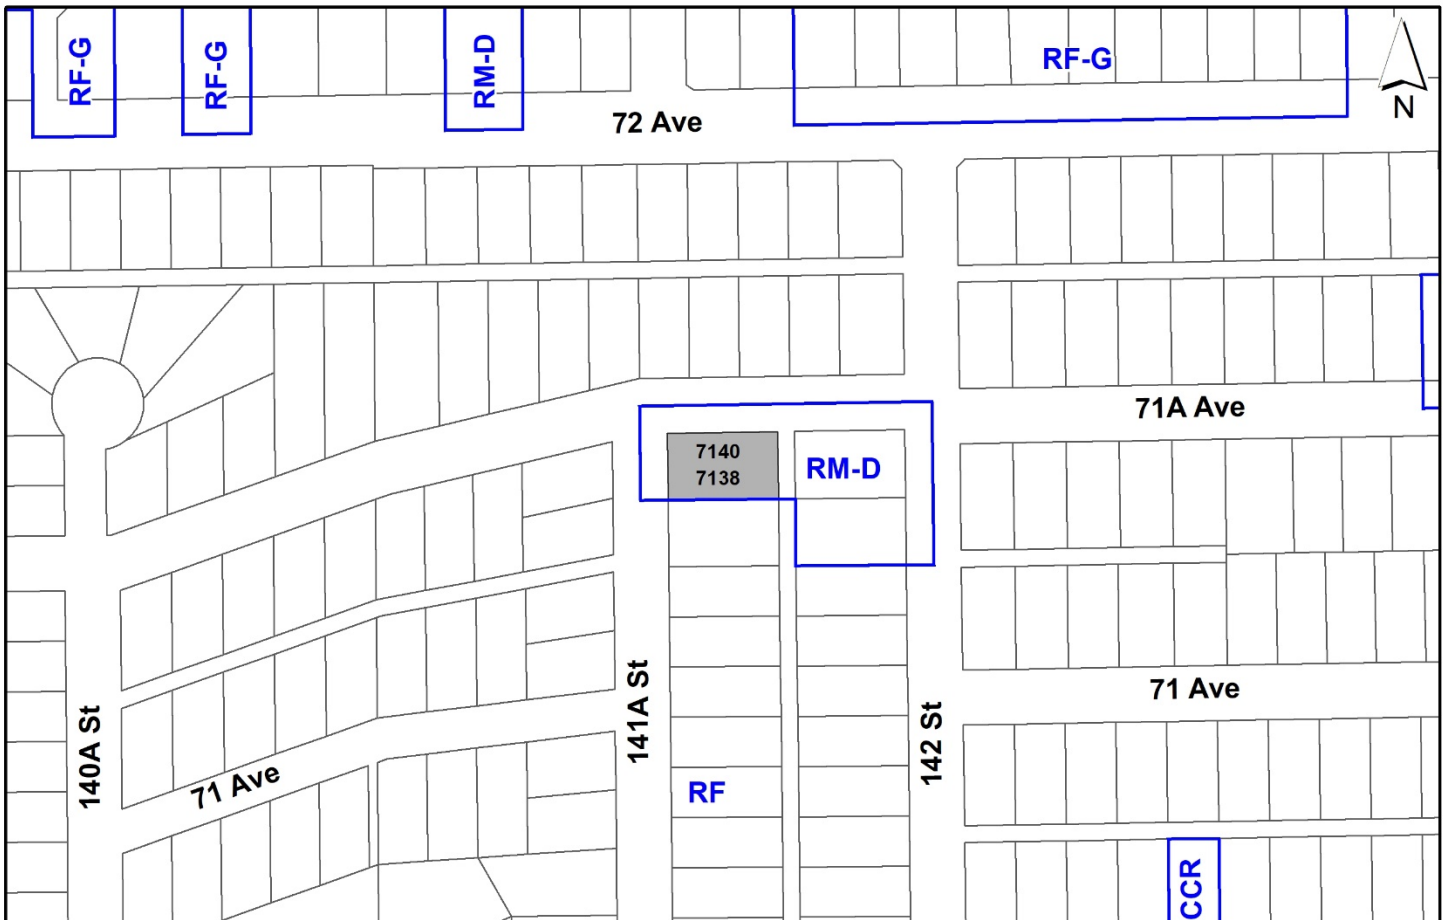 RF-G
RF-G
RM-D
RF-G
N
72 Ave
71A Ave
7140
7138
RM-D
71 Ave
140A St
141A St
142 St
71 Ave
RF
CCR